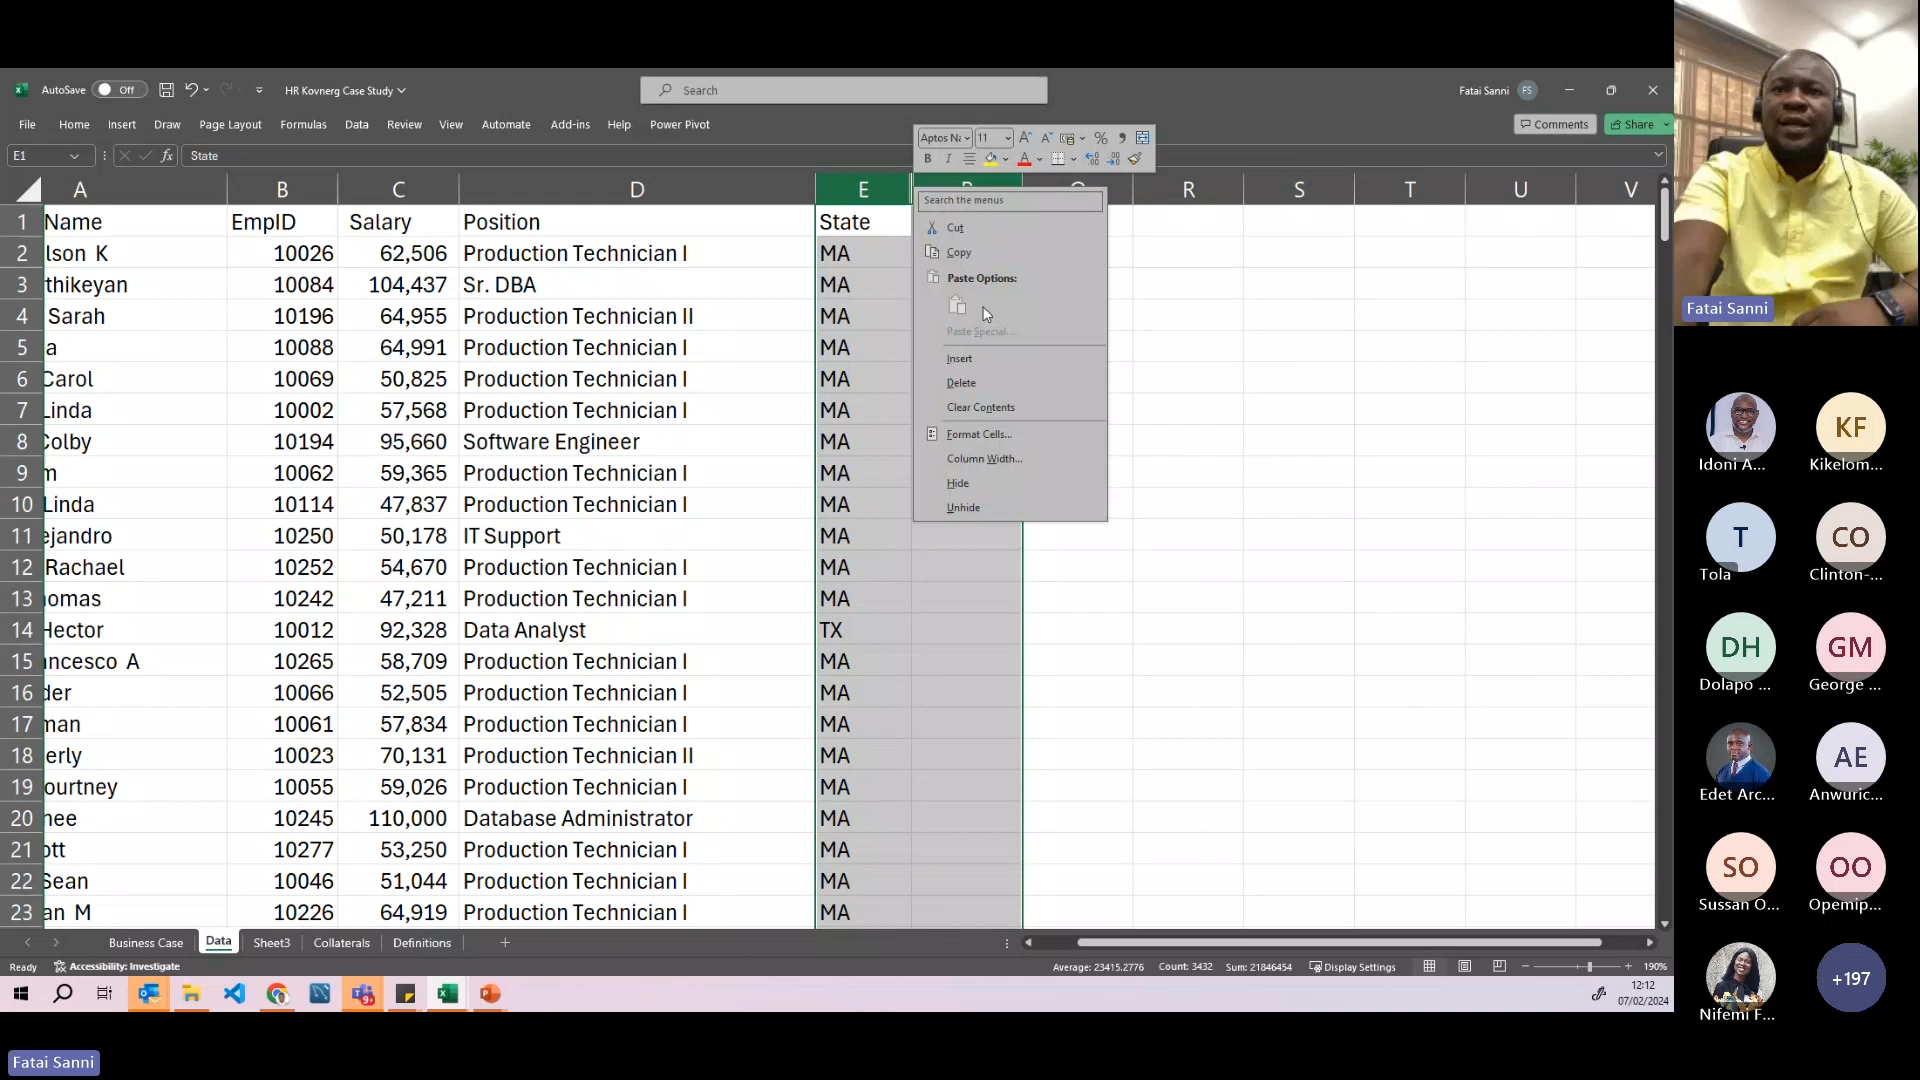 AutoSave Off HR Kovnerg Case Study Search Fatai Sanni FS
File Home Insert Draw Page Layout Formulas Data Review View Automate Add-ins Help Power Pivot Comments Share
Aptos Na 11
E1 fx State
B I A
A B C D E P Q R S T U V
1 Name EmpID Salary Position State
2 lson K 10026 62,506 Production Technician I MA
3 thikeyan 10084 104,437 Sr. DBA MA
4 Sarah 10196 64,955 Production Technician II MA
5 a 10088 64,991 Production Technician I MA
6 Carol 10069 50,825 Production Technician I MA
7 Linda 10002 57,568 Production Technician I MA
8 Colby 10194 95,660 Software Engineer MA
9 m 10062 59,365 Production Technician I MA
10 Linda 10114 47,837 Production Technician I MA
11 ejandro 10250 50,178 IT Support MA
12 Rachael 10252 54,670 Production Technician I MA
13 omas 10242 47,211 Production Technician I MA
14 Hector 10012 92,328 Data Analyst TX
15 ncesco A 10265 58,709 Production Technician I MA
16 der 10066 52,505 Production Technician I MA
17 man 10061 57,834 Production Technician I MA
18 erly 10023 70,131 Production Technician II MA
19 ourtney 10055 59,026 Production Technician I MA
20 nee 10245 110,000 Database Administrator MA
21 ott 10277 53,250 Production Technician I MA
22 Sean 10046 51,044 Production Technician I MA
23 an M 10226 64,919 Production Technician I MA
Search the menus
Cut
Copy
Paste Options:
Paste Special...
Insert
Delete
Clear Contents
Format Cells...
Column Width...
Hide
Unhide
Business Case Data Sheet3 Collaterals Definitions
Ready Accessibility: Investigate Average: 23415.2776 Count: 3432 Sum: 21846454 Display Settings 190%
12:12
07/02/2024
Fatai Sanni
Fatai Sanni
Idoni A...
KF
Kikelom...
T
Tola
CO
Clinton-...
DH
Dolapo ...
GM
George ...
Edet Arc...
AE
Anwuric...
SO
Sussan O...
OO
Opemip...
Nifemi F...
+197